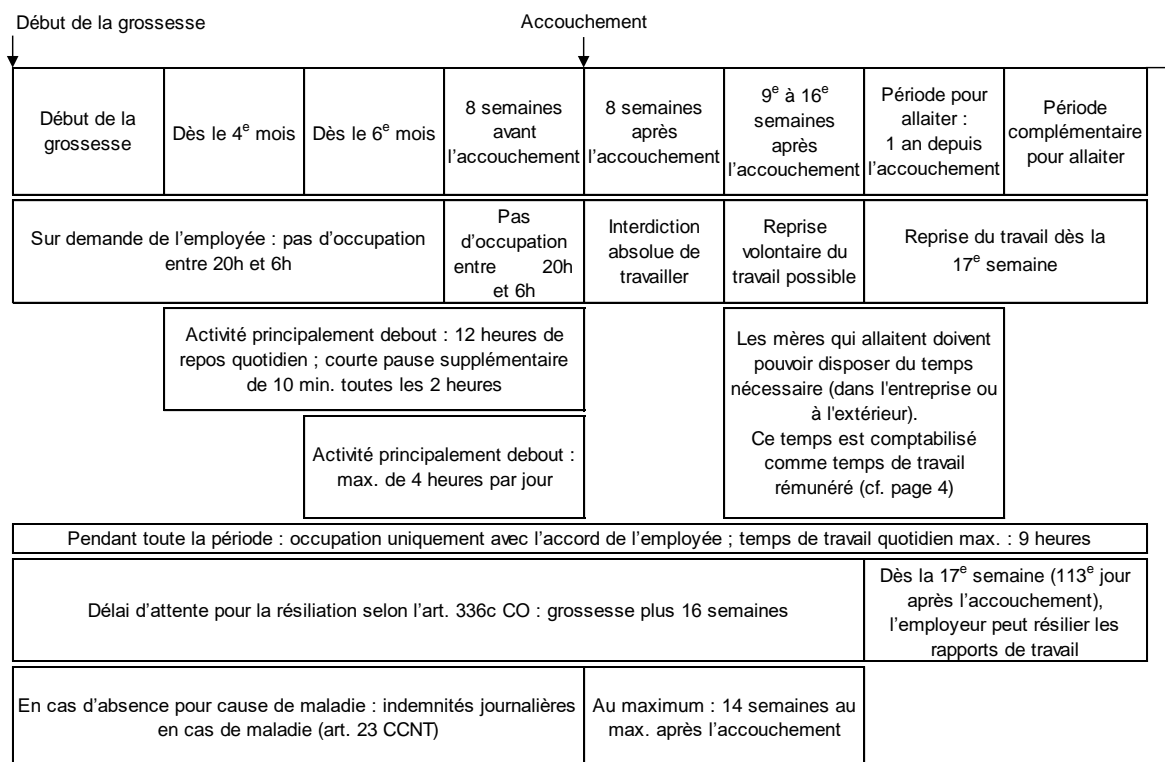 Début de la grossesse
Accouchement
Début de la
grossesse
Dès le 4e mois
Dès le 6e mois
8 semaines
avant
l'accouchement
8 semaines
après
l'accouchement
9e à 16e
semaines
après
l'accouchement
Période pour
allaiter :
1 an depuis
l'accouchement
Période
complémentaire
pour allaiter
Sur demande de l'employée : pas d'occupation
entre 20h et 6h
Pas
d'occupation
entre 20h
et 6h
Interdiction
absolue de
travailler
Reprise
volontaire du
travail possible
Reprise du travail dès la
17e semaine
Activité principalement debout : 12 heures de
repos quotidien ; courte pause supplémentaire
de 10 min. toutes les 2 heures
Les mères qui allaitent doivent
pouvoir disposer du temps
nécessaire (dans l'entreprise ou
à l'extérieur).
Ce temps est comptabilisé
comme temps de travail
rémunéré (cf. page 4)
Activité principalement debout :
max. de 4 heures par jour
Pendant toute la période : occupation uniquement avec l'accord de l'employée ; temps de travail quotidien max. : 9 heures
Délai d'attente pour la résiliation selon l'art. 336c CO : grossesse plus 16 semaines
Dès la 17e semaine (113e jour
après l'accouchement),
l'employeur peut résilier les
rapports de travail
En cas d'absence pour cause de maladie : indemnités journalières
en cas de maladie (art. 23 CCNT)
Au maximum : 14 semaines au
max. après l'accouchement